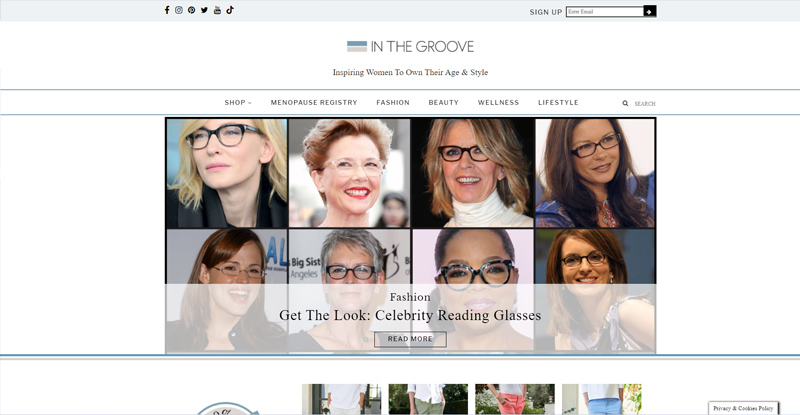 SIGN UP
Enter Email
IN THE GROOVE
Inspiring Women To Own Their Age & Style
SHOP
MENOPAUSE REGISTRY
FASHION
BEAUTY
WELLNESS
LIFESTYLE
SEARCH
AL
Big Sist
Angeles
Big
Fashion
Get The Look: Celebrity Reading Glasses
READ MORE
Privacy & Cookies Policy